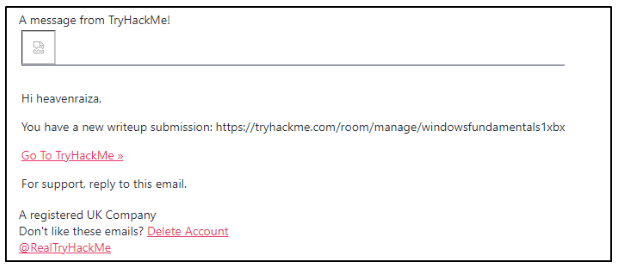 A message from TryHackMe!
Hi heavenraiza,
You have a new writeup submission: https://tryhackme.com/room/manage/windowsfundamentals1xbx
Go To TryHackMe »
For support, reply to this email.
A registered UK Company
Don't like these emails? Delete Account
@RealTryHackMe